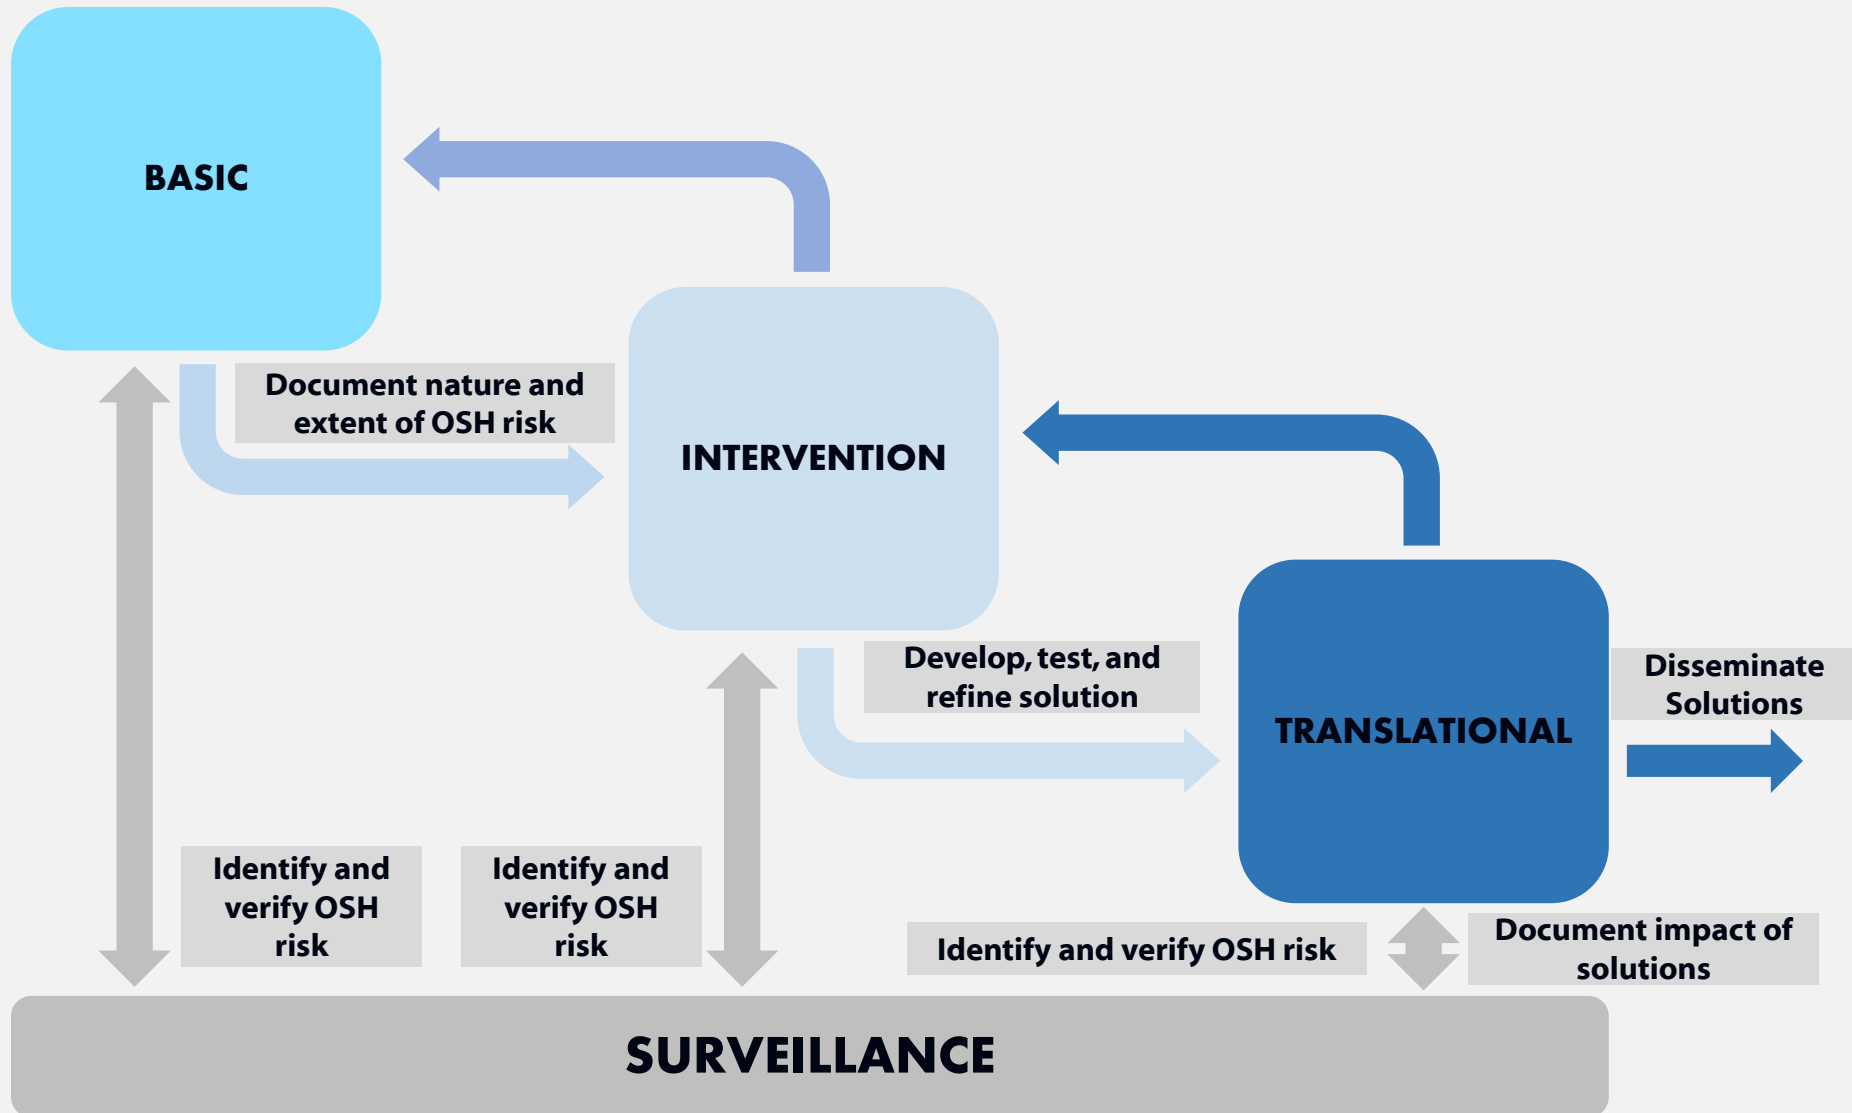 BASIC
Document nature and
extent of OSH risk
INTERVENTION
Develop, test, and
refine solution
TRANSLATIONAL
Disseminate
Solutions
Identify and
verify OSH
risk
Identify and
verify OSH
risk
Identify and verify OSH risk
Document impact of
solutions
SURVEILLANCE